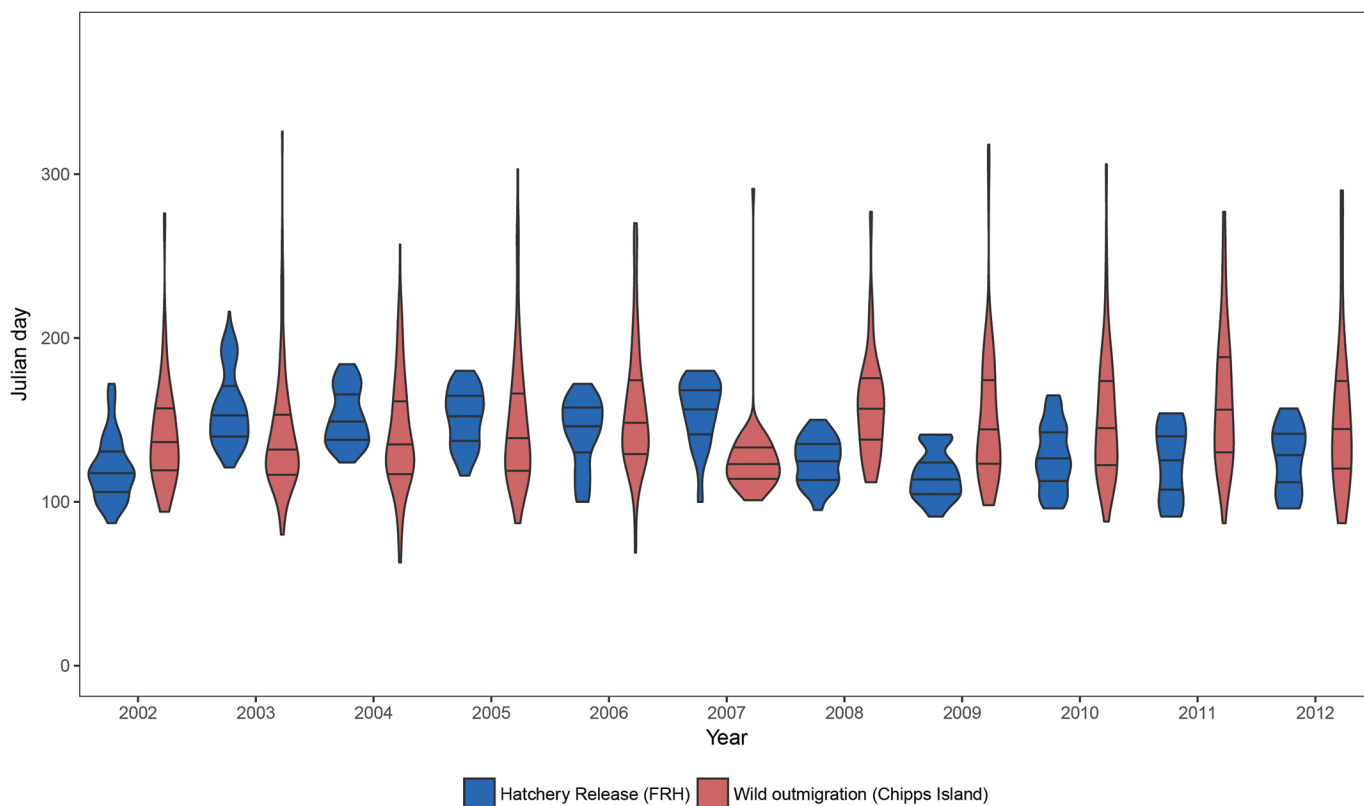 Julian day
300
200
100
0
2002 2003 2004 2005 2006 2007 2008 2009 2010 2011 2012
Year
Hatchery Release (FRH) Wild outmigration (Chipps Island)